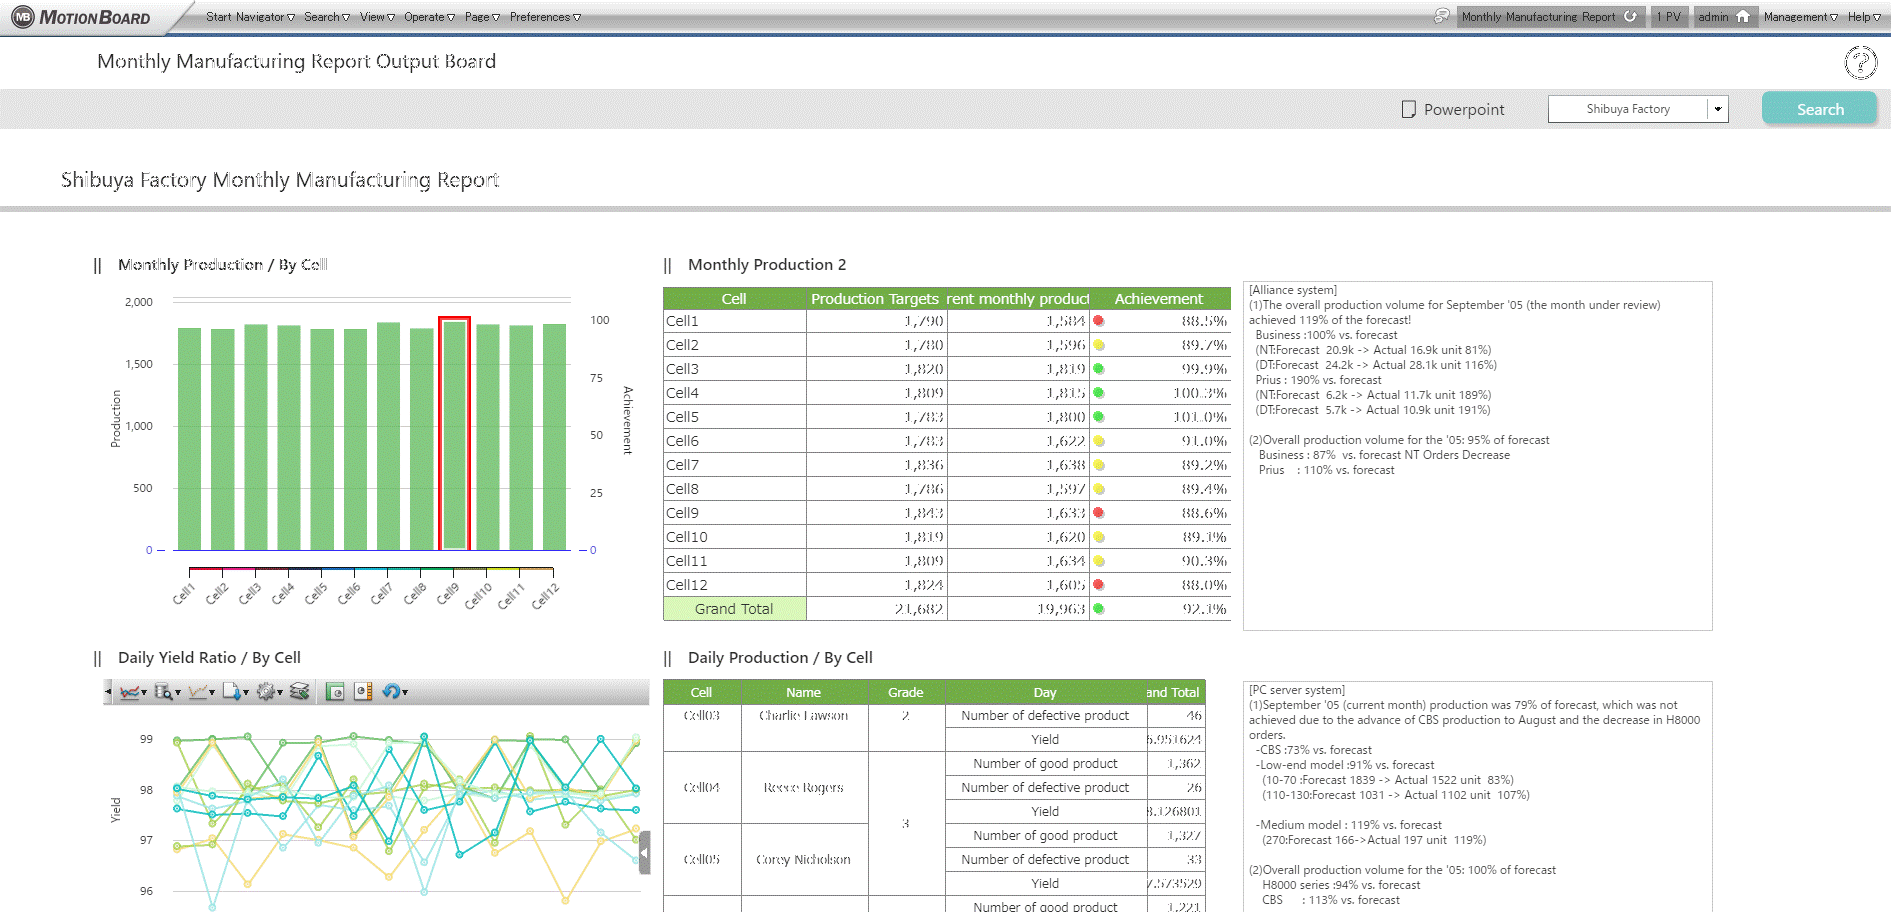 MB MOTIONBOARD Start Navigator Search View Operate Page Preferences Monthly Manufacturing Report 1 PV admin Management Help
Monthly Manufacturing Report Output Board ?
Powerpoint Shibuya Factory Search
Shibuya Factory Monthly Manufacturing Report
|| Monthly Production / By Cell
2,000
1,500
1,000
500
0
100
75
50
25
0
Production
Achievement
Cell1 Cell2 Cell3 Cell4 Cell5 Cell6 Cell7 Cell8 Cell9 Cell10 Cell11 Cell12
|| Monthly Production 2
Cell Production Targets rent monthly product Achievement
Cell1 1,790 1,584 88.5%
Cell2 1,780 1,596 89.7%
Cell3 1,820 1,819 99.9%
Cell4 1,809 1,815 100.3%
Cell5 1,783 1,800 101.0%
Cell6 1,783 1,622 91.0%
Cell7 1,836 1,638 89.2%
Cell8 1,786 1,597 89.4%
Cell9 1,843 1,633 88.6%
Cell10 1,819 1,620 89.1%
Cell11 1,809 1,634 90.3%
Cell12 1,824 1,605 88.0%
Grand Total 21,682 19,963 92.1%
[Alliance system]
(1)The overall production volume for September '05 (the month under review)
achieved 119% of the forecast!
Business :100% vs. forecast
(NT:Forecast 20.9k -> Actual 16.9k unit 81%)
(DT:Forecast 24.2k -> Actual 28.1k unit 116%)
Prius : 190% vs. forecast
(NT:Forecast 6.2k -> Actual 11.7k unit 189%)
(DT:Forecast 5.7k -> Actual 10.9k unit 191%)
(2)Overall production volume for the '05: 95% of forecast
Business : 87% vs. forecast NT Orders Decrease
Prius : 110% vs. forecast
|| Daily Yield Ratio / By Cell
99
98
97
96
Yield
|| Daily Production / By Cell
Cell Name Grade Day and Total
Cell03 Charlie Lawson 2 Number of defective product 46
Yield 6.951624
Number of good product 1,362
Cell04 Reece Rogers Number of defective product 26
Yield 8.126801
3 Number of good product 1,327
Cell05 Corey Nicholson Number of defective product 33
Yield 7.573529
Number of good product 1,221
[PC server system]
(1)September '05 (current month) production was 79% of forecast, which was not
achieved due to the advance of CBS production to August and the decrease in H8000
orders.
-CBS :73% vs. forecast
-Low-end model :91% vs. forecast
(10-70 :Forecast 1839 -> Actual 1522 unit 83%)
(110-130:Forecast 1031 -> Actual 1102 unit 107%)
-Medium model : 119% vs. forecast
(270:Forecast 166->Actual 197 unit 119%)
(2)Overall production volume for the '05: 100% of forecast
H8000 series :94% vs. forecast
CBS : 113% vs. forecast